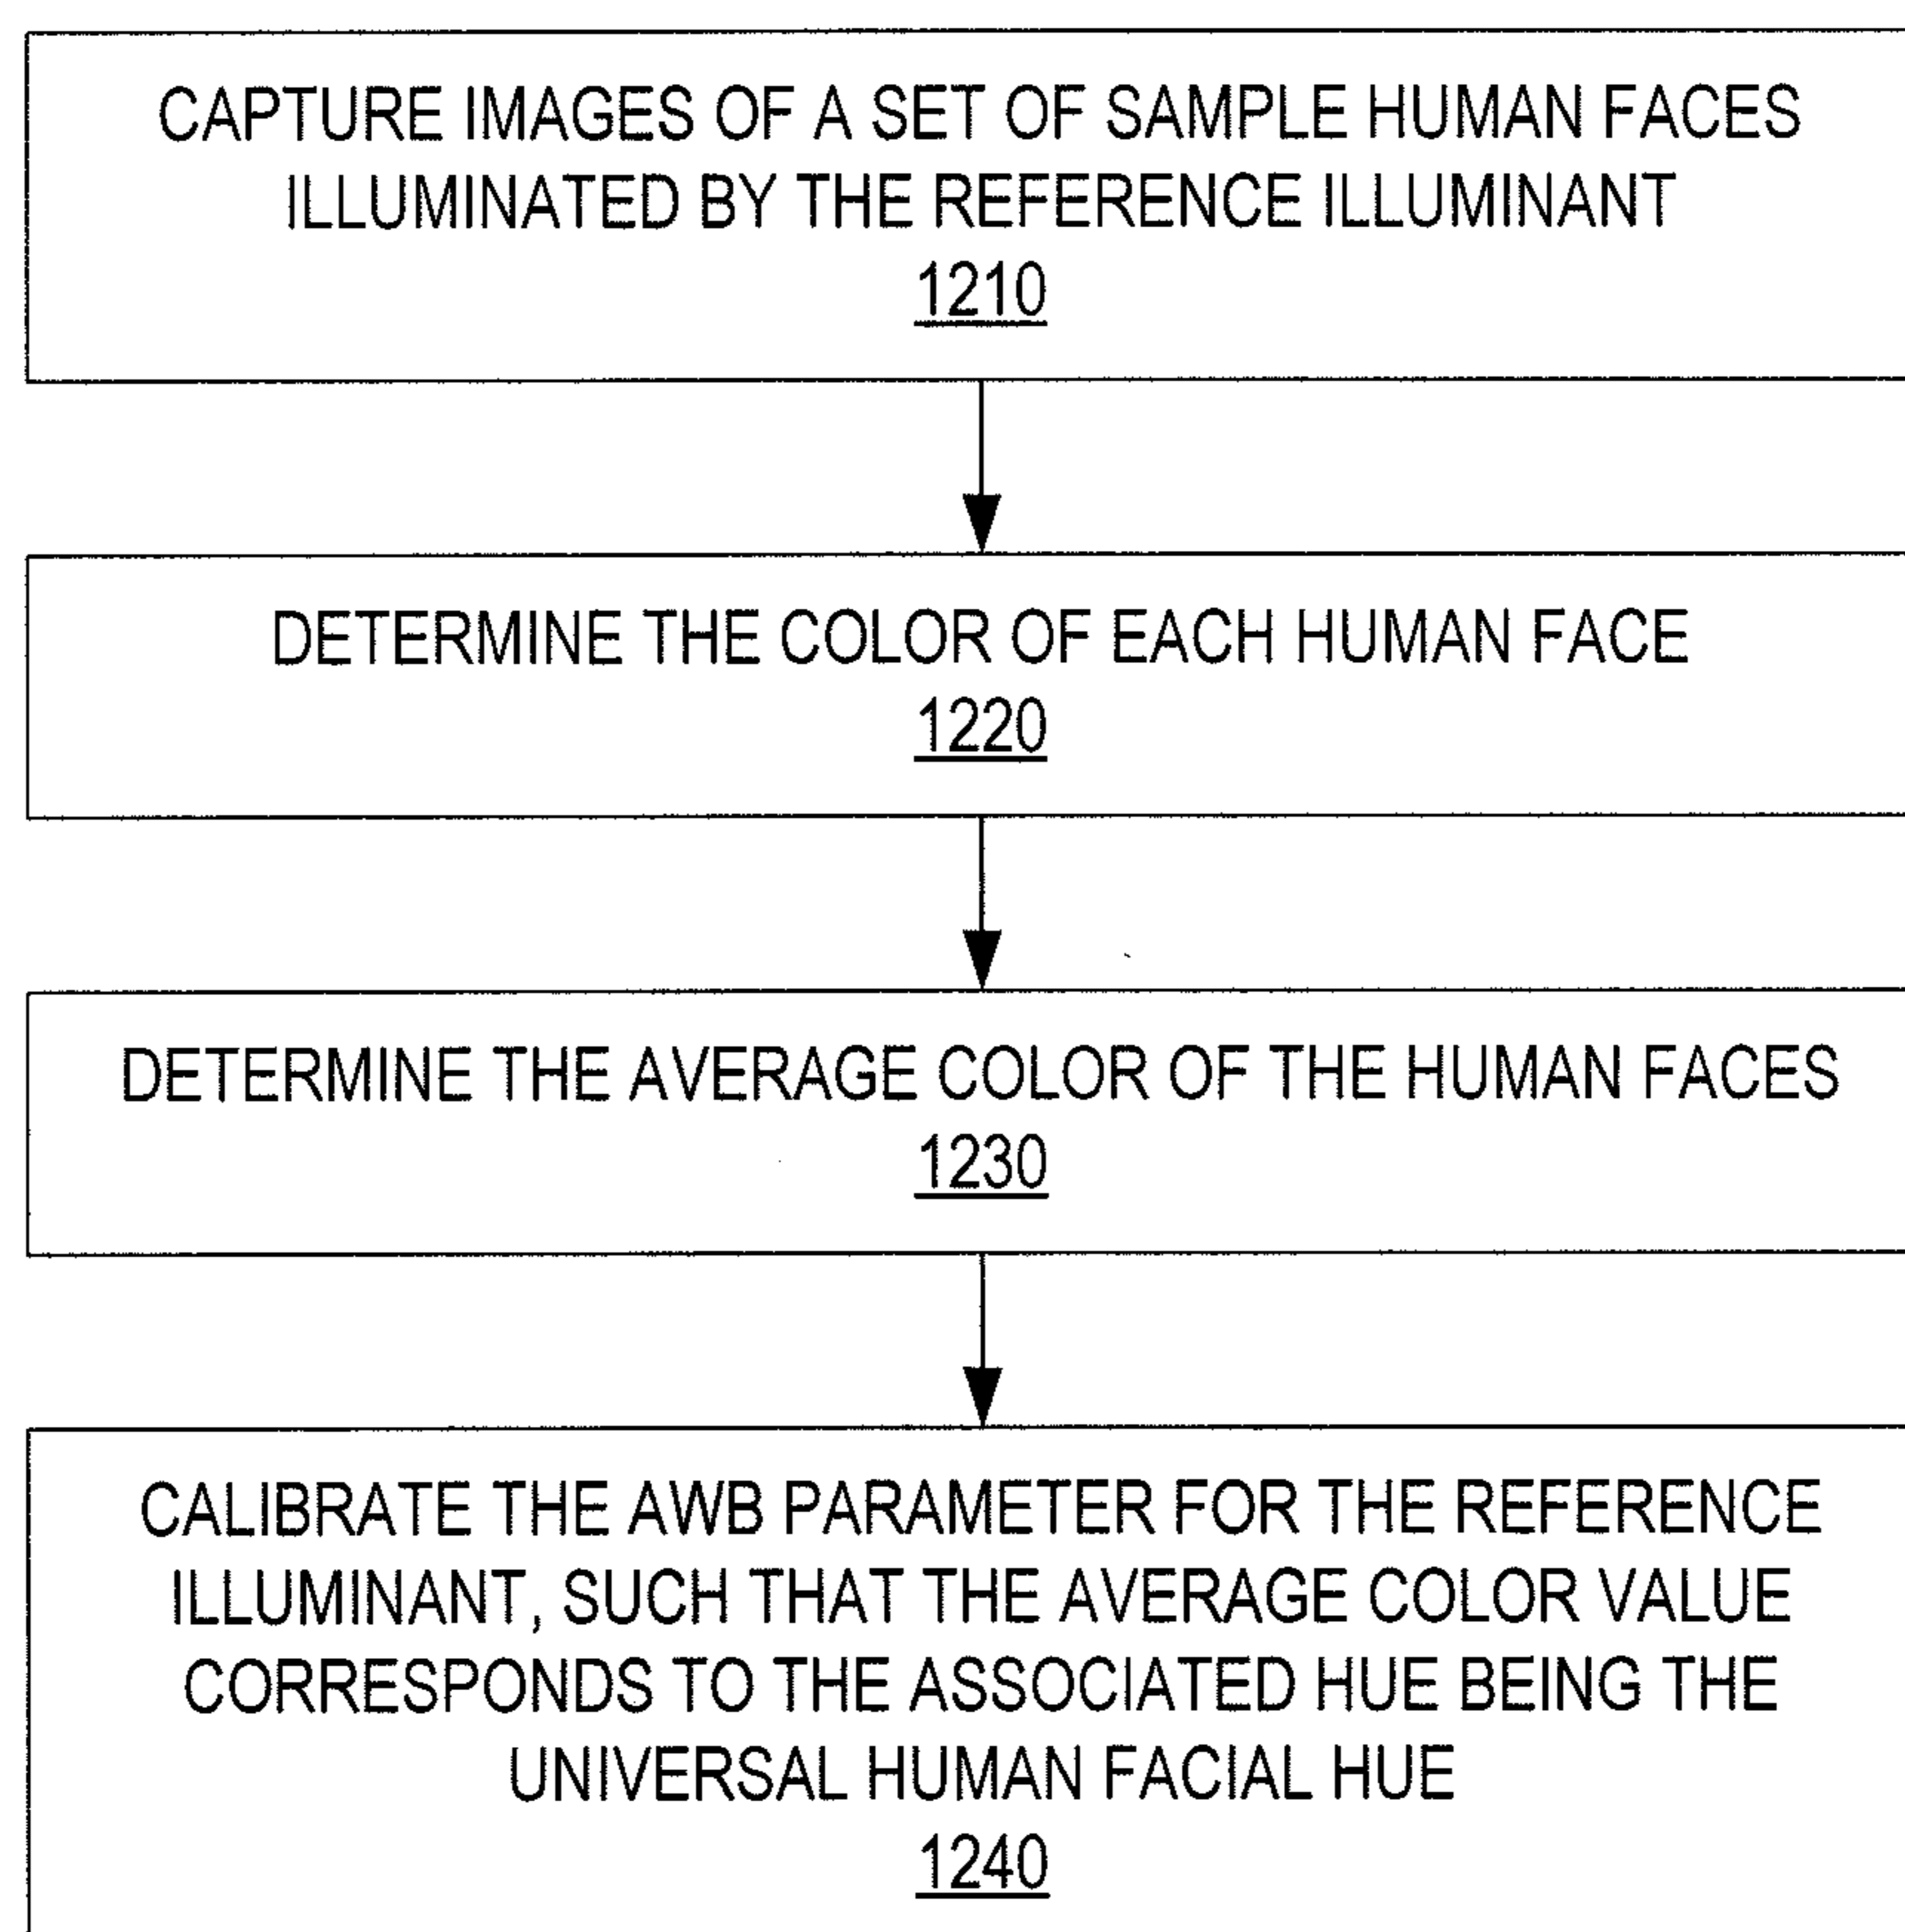 CAPTURE IMAGES OF A SET OF SAMPLE HUMAN FACES
ILLUMINATED BY THE REFERENCE ILLUMINANT
1210
DETERMINE THE COLOR OF EACH HUMAN FACE
1220
DETERMINE THE AVERAGE COLOR OF THE HUMAN FACES
1230
CALIBRATE THE AWB PARAMETER FOR THE REFERENCE
ILLUMINANT, SUCH THAT THE AVERAGE COLOR VALUE
CORRESPONDS TO THE ASSOCIATED HUE BEING THE
UNIVERSAL HUMAN FACIAL HUE
1240